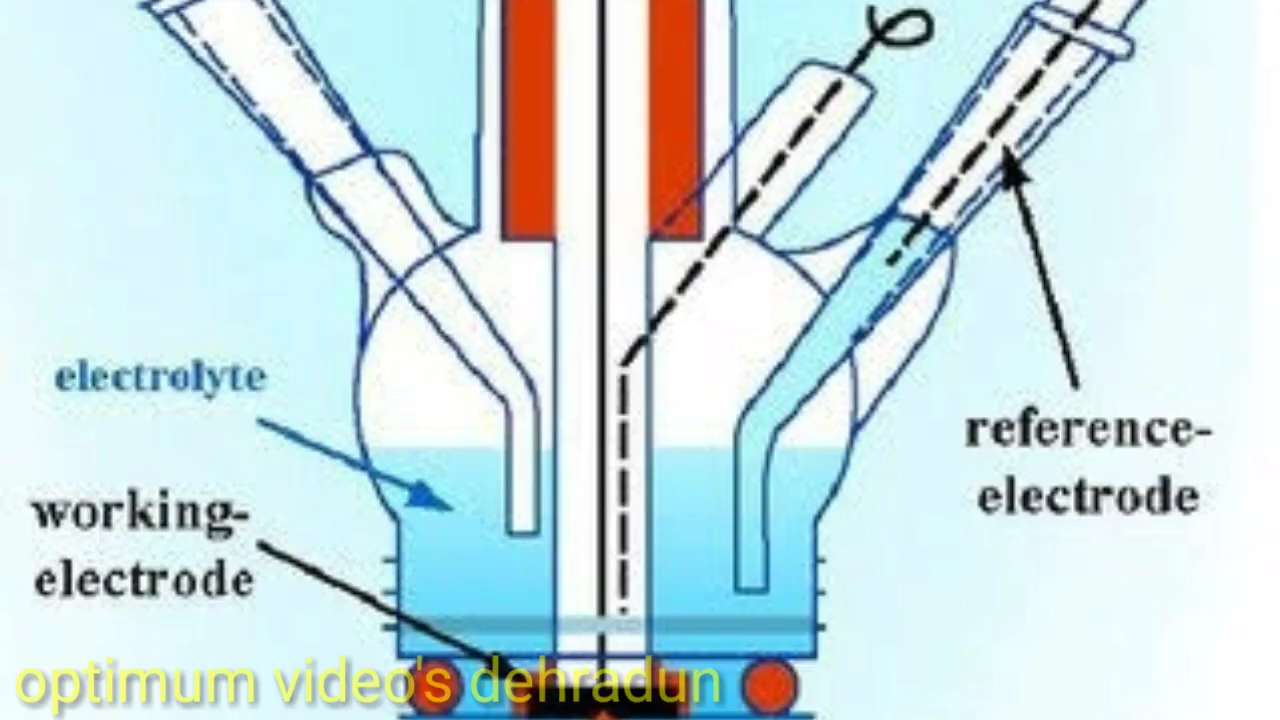 electrolyte
working-
electrode
reference-
electrode
optimum video's dehradun